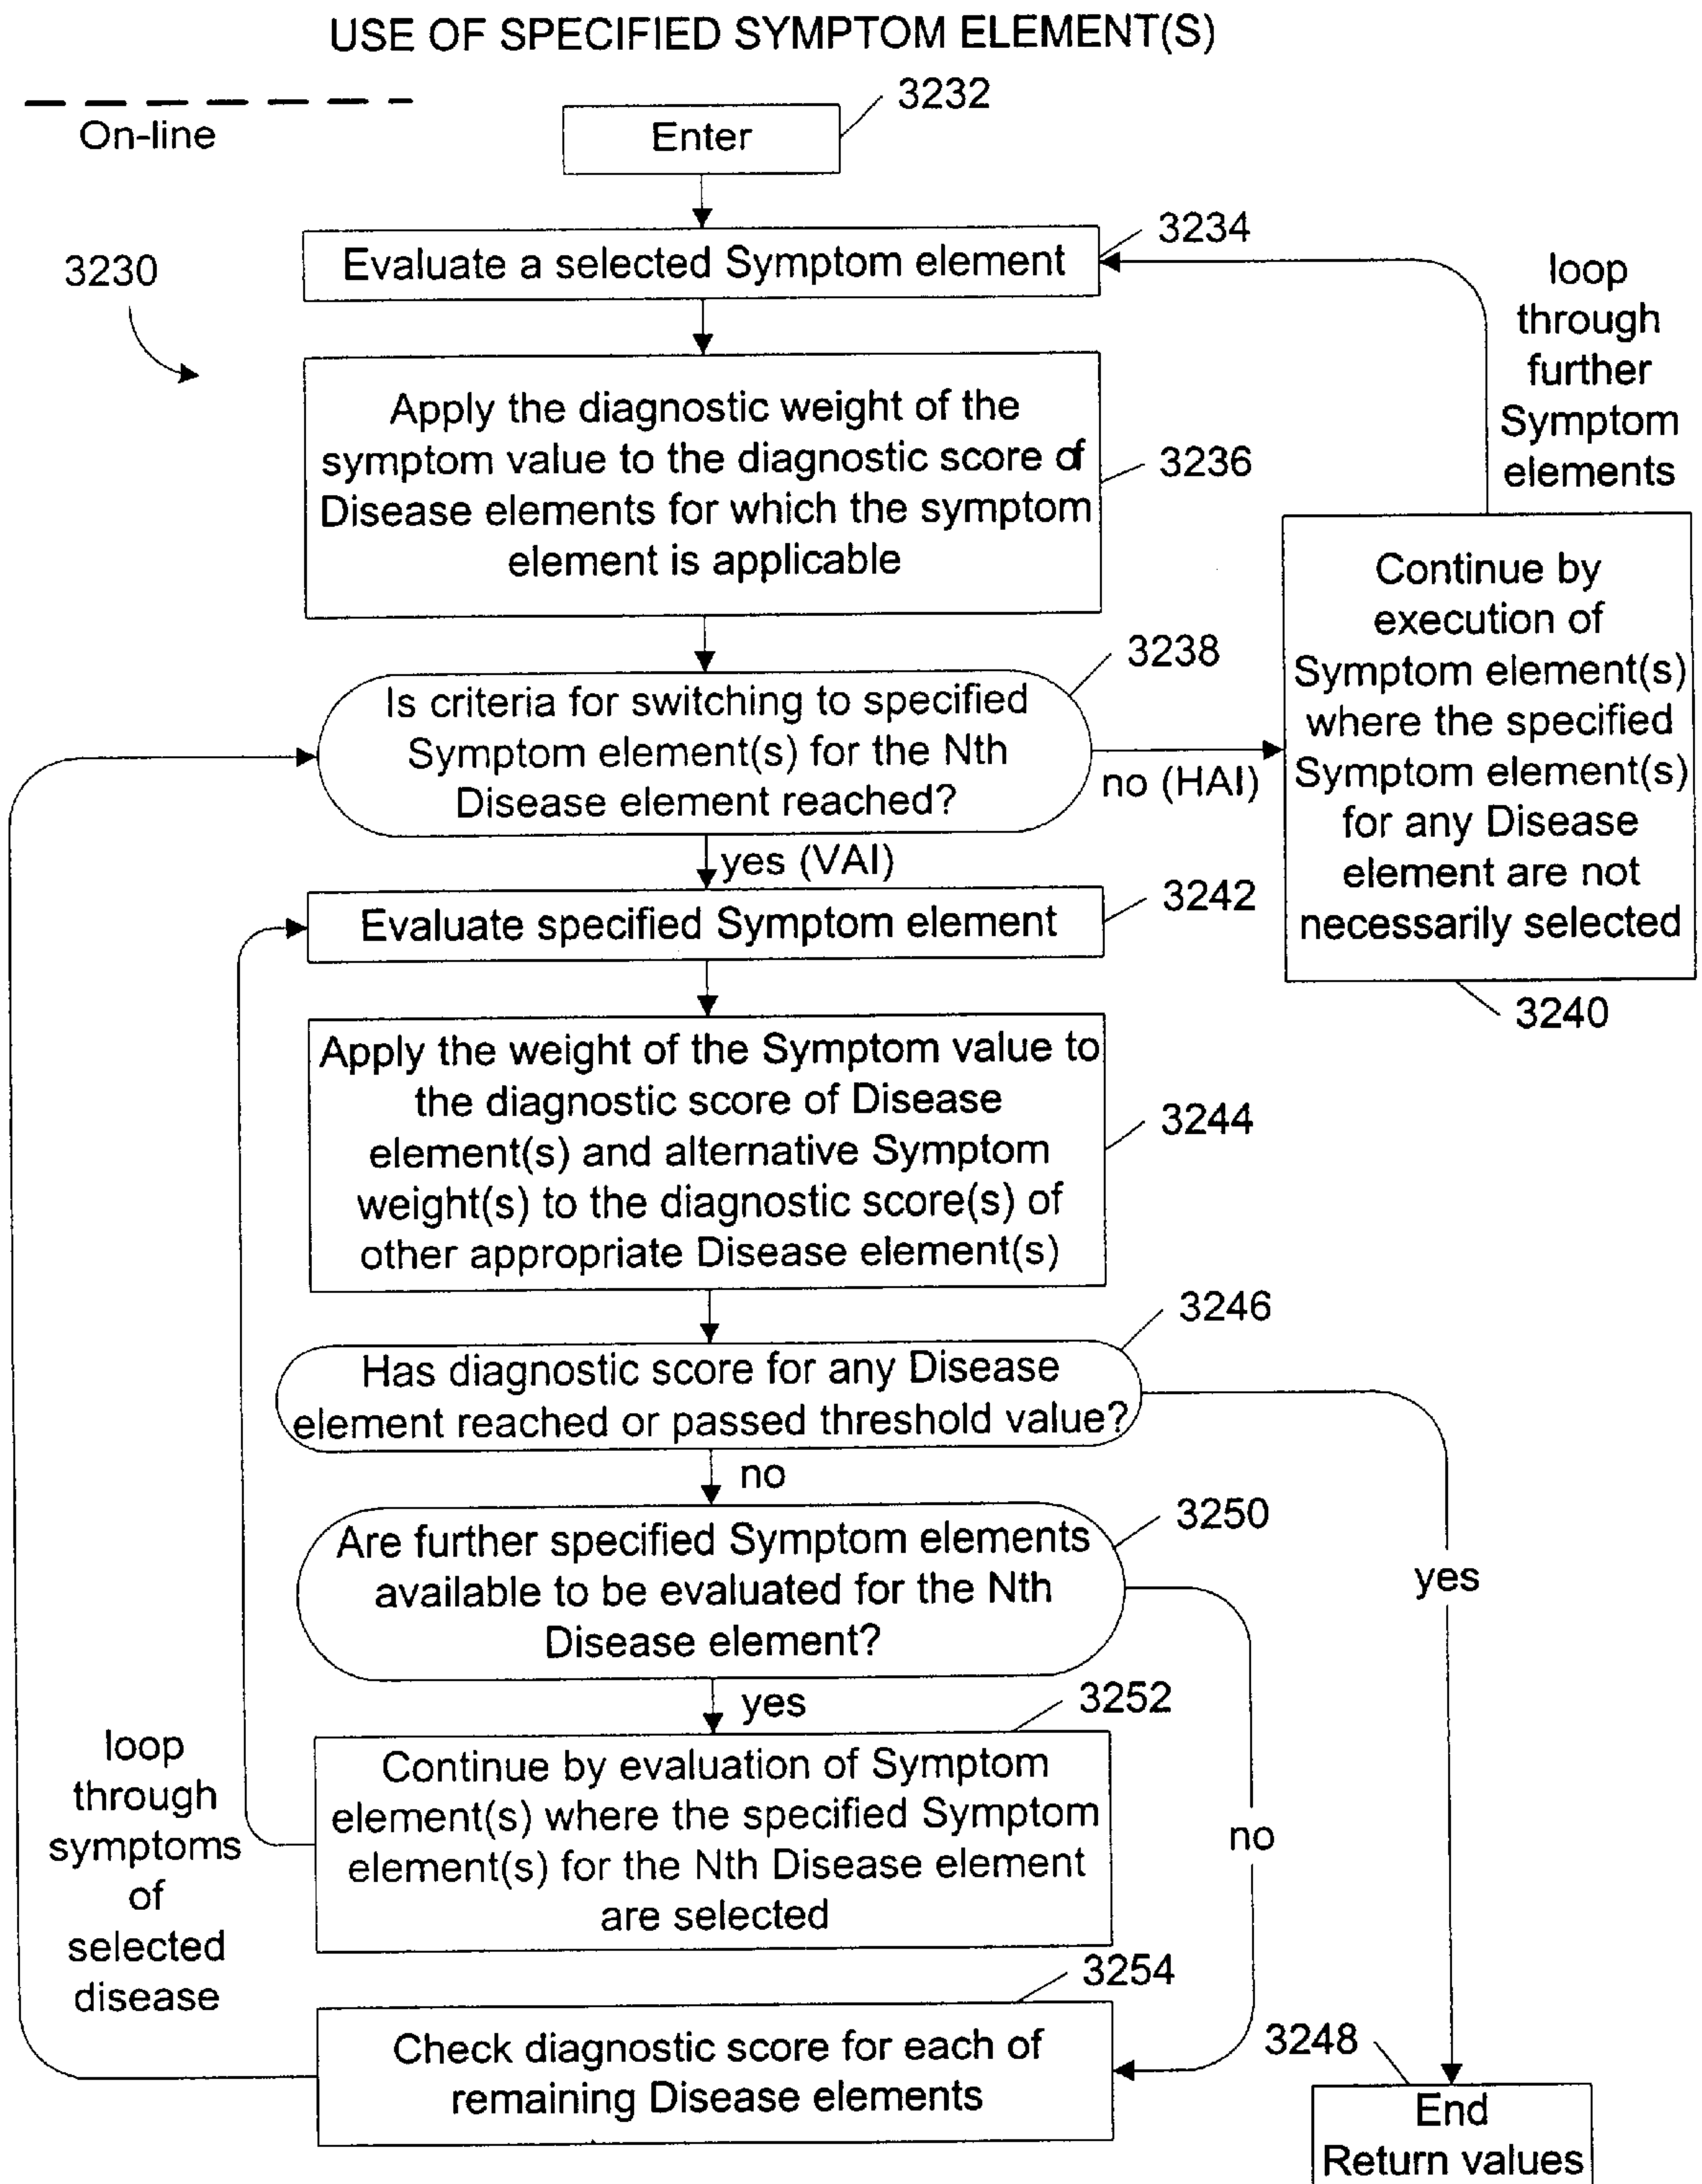 USE OF SPECIFIED SYMPTOM ELEMENT(S)
On-line
3232
Enter
3234
Evaluate a selected Symptom element
3230
loop
through
further
Symptom
elements
Apply the diagnostic weight of the
symptom value to the diagnostic score of
Disease elements for which the symptom
element is applicable
3236
3238
Is criteria for switching to specified
Symptom element(s) for the Nth
Disease element reached?
no (HAI)
yes (VAI)
Continue by
execution of
Symptom element(s)
where the specified
Symptom element(s)
for any Disease
element are not
necessarily selected
3240
3242
Evaluate specified Symptom element
Apply the weight of the Symptom value to
the diagnostic score of Disease
element(s) and alternative Symptom
weight(s) to the diagnostic score(s) of
other appropriate Disease element(s)
3244
3246
Has diagnostic score for any Disease
element reached or passed threshold value?
no
yes
3250
Are further specified Symptom elements
available to be evaluated for the Nth
Disease element?
yes
no
3252
Continue by evaluation of Symptom
element(s) where the specified Symptom
element(s) for the Nth Disease element
are selected
loop
through
symptoms
of
selected
disease
3254
Check diagnostic score for each of
remaining Disease elements
3248
End
Return values